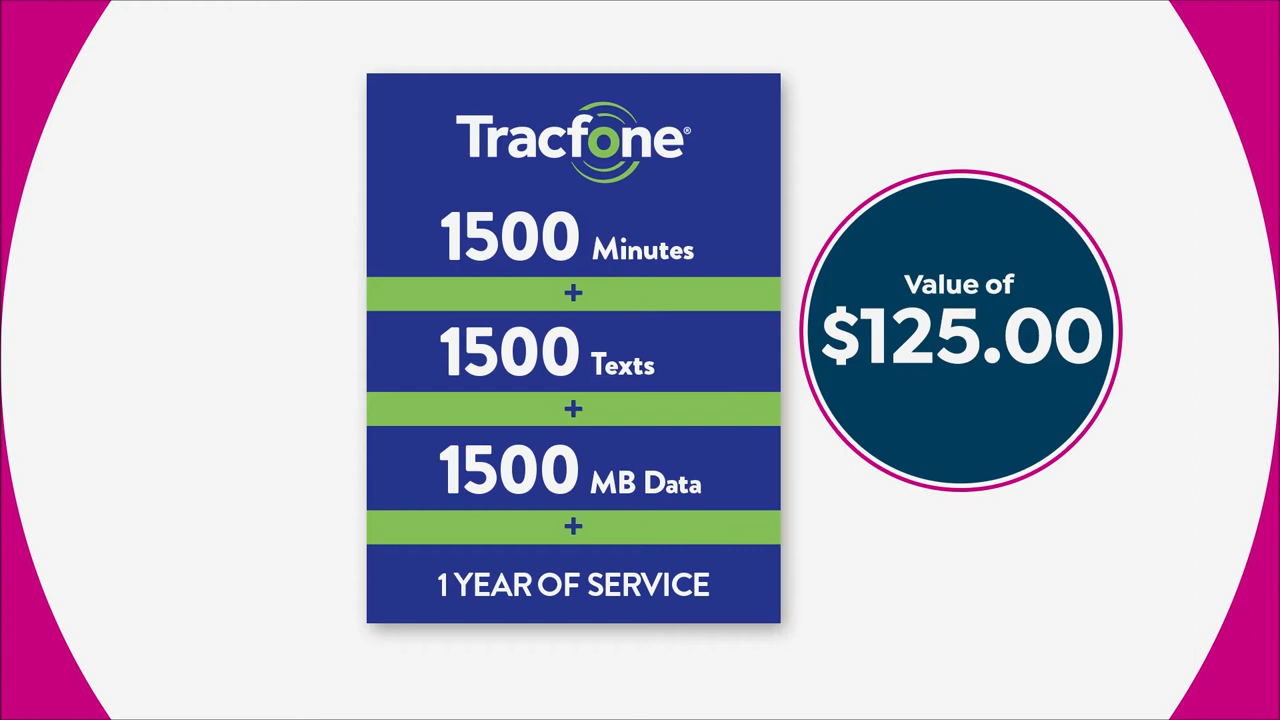 Tracfone®
1500 Minutes
+
1500 Texts
+
1500 MB Data
+
1 YEAR OF SERVICE
Value of
$125.00